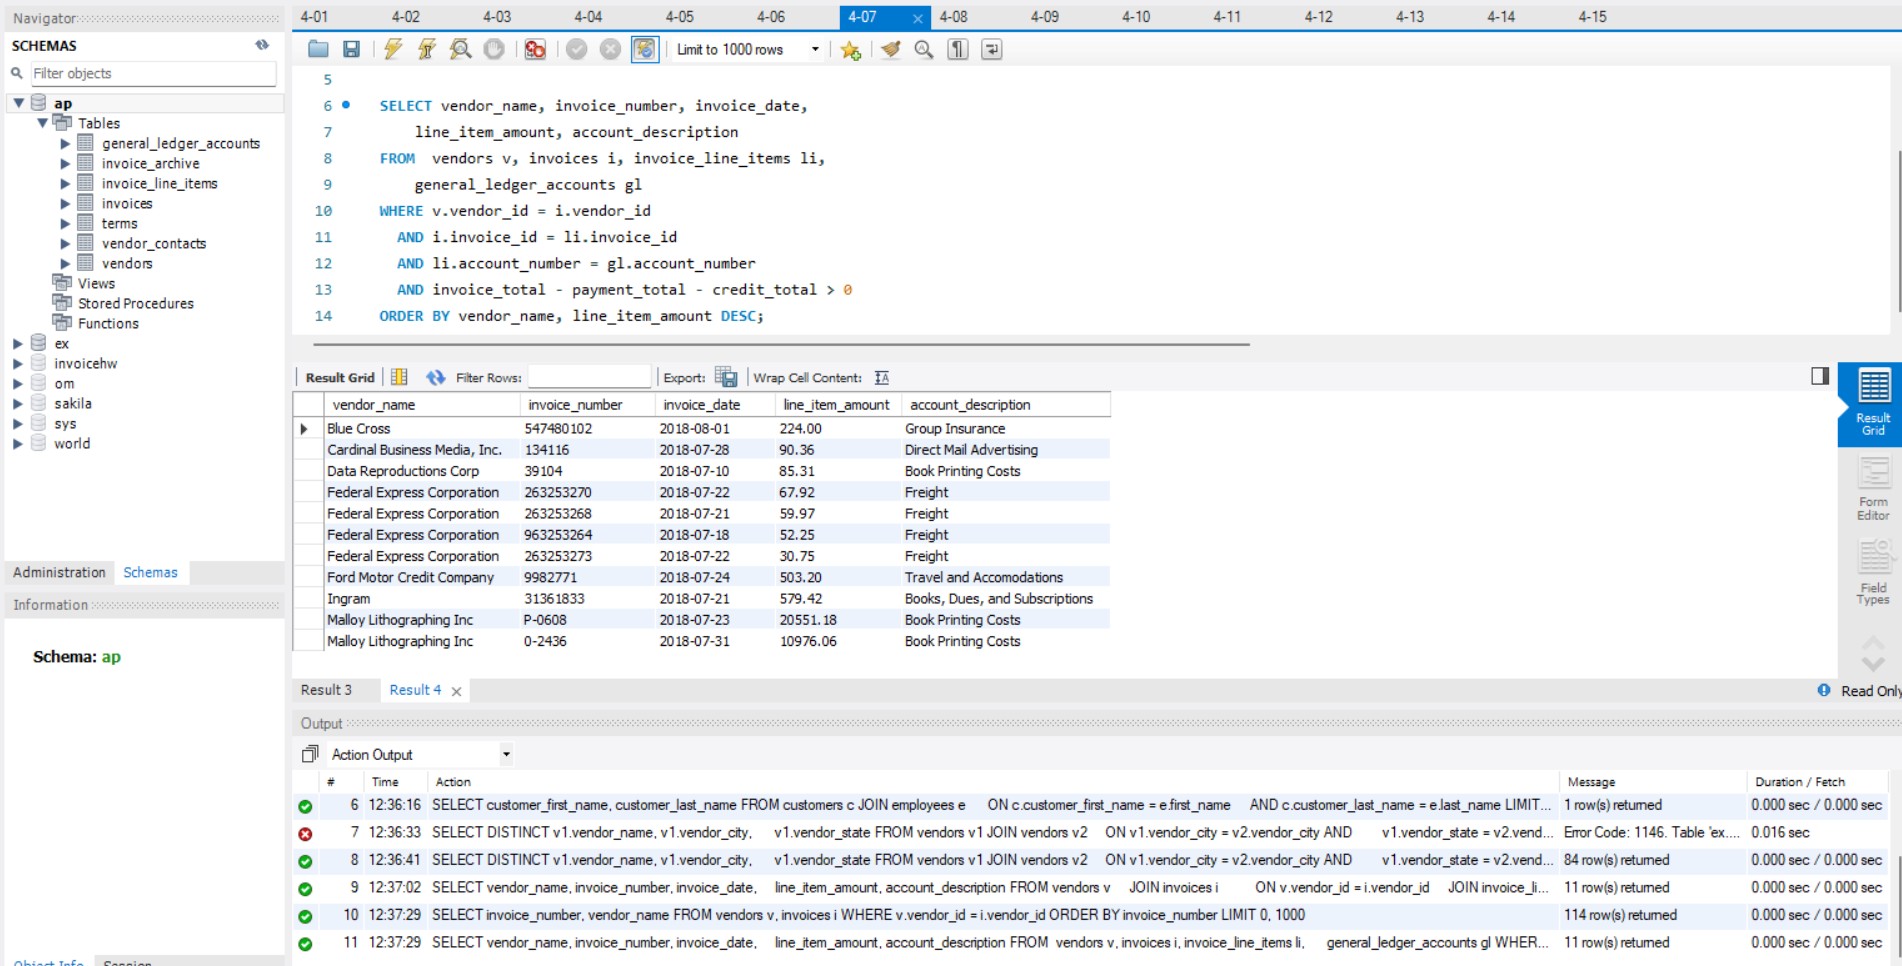 Navigator
SCHEMAS
Filter objects
ap
Tables
general_ledger_accounts
invoice_archive
invoice_line_items
invoices
terms
vendor_contacts
vendors
Views
Stored Procedures
Functions
ex
invoicehw
om
sakila
sys
world
Administration Schemas
Information
Schema: ap
Object Info Session
4-01 4-02 4-03 4-04 4-05 4-06 4-07 4-08 4-09 4-10 4-11 4-12 4-13 4-14 4-15
Limit to 1000 rows
5
6 SELECT vendor_name, invoice_number, invoice_date,
7 line_item_amount, account_description
8 FROM  vendors v, invoices i, invoice_line_items li,
9 general_ledger_accounts gl
10 WHERE v.vendor_id = i.vendor_id
11 AND i.invoice_id = li.invoice_id
12 AND li.account_number = gl.account_number
13 AND invoice_total - payment_total - credit_total > 0
14 ORDER BY vendor_name, line_item_amount DESC;
Result Grid Filter Rows: Export: Wrap Cell Content:
vendor_name invoice_number invoice_date line_item_amount account_description
Blue Cross 547480102 2018-08-01 224.00 Group Insurance
Cardinal Business Media, Inc. 134116 2018-07-28 90.36 Direct Mail Advertising
Data Reproductions Corp 39104 2018-07-10 85.31 Book Printing Costs
Federal Express Corporation 263253270 2018-07-22 67.92 Freight
Federal Express Corporation 263253268 2018-07-21 59.97 Freight
Federal Express Corporation 963253264 2018-07-18 52.25 Freight
Federal Express Corporation 263253273 2018-07-22 30.75 Freight
Ford Motor Credit Company 9982771 2018-07-24 503.20 Travel and Accomodations
Ingram 31361833 2018-07-21 579.42 Books, Dues, and Subscriptions
Malloy Lithographing Inc P-0608 2018-07-23 20551.18 Book Printing Costs
Malloy Lithographing Inc 0-2436 2018-07-31 10976.06 Book Printing Costs
Result
Grid
Form
Editor
Field
Types
Result 3 Result 4 Read Only
Output
Action Output
# Time Action Message Duration / Fetch
6 12:36:16 SELECT customer_first_name, customer_last_name FROM customers c JOIN employees e ON c.customer_first_name = e.first_name AND c.customer_last_name = e.last_name LIMIT... 1 row(s) returned 0.000 sec / 0.000 sec
7 12:36:33 SELECT DISTINCT v1.vendor_name, v1.vendor_city, v1.vendor_state FROM vendors v1 JOIN vendors v2 ON v1.vendor_city = v2.vendor_city AND v1.vendor_state = v2.vend... Error Code: 1146. Table 'ex.... 0.016 sec
8 12:36:41 SELECT DISTINCT v1.vendor_name, v1.vendor_city, v1.vendor_state FROM vendors v1 JOIN vendors v2 ON v1.vendor_city = v2.vendor_city AND v1.vendor_state = v2.vend... 84 row(s) returned 0.000 sec / 0.000 sec
9 12:37:02 SELECT vendor_name, invoice_number, invoice_date, line_item_amount, account_description FROM vendors v JOIN invoices i ON v.vendor_id = i.vendor_id JOIN invoice_li... 11 row(s) returned 0.000 sec / 0.000 sec
10 12:37:29 SELECT invoice_number, vendor_name FROM vendors v, invoices i WHERE v.vendor_id = i.vendor_id ORDER BY invoice_number LIMIT 0, 1000 114 row(s) returned 0.000 sec / 0.000 sec
11 12:37:29 SELECT vendor_name, invoice_number, invoice_date, line_item_amount, account_description FROM vendors v, invoices i, invoice_line_items li, general_ledger_accounts gl WHER... 11 row(s) returned 0.000 sec / 0.000 sec